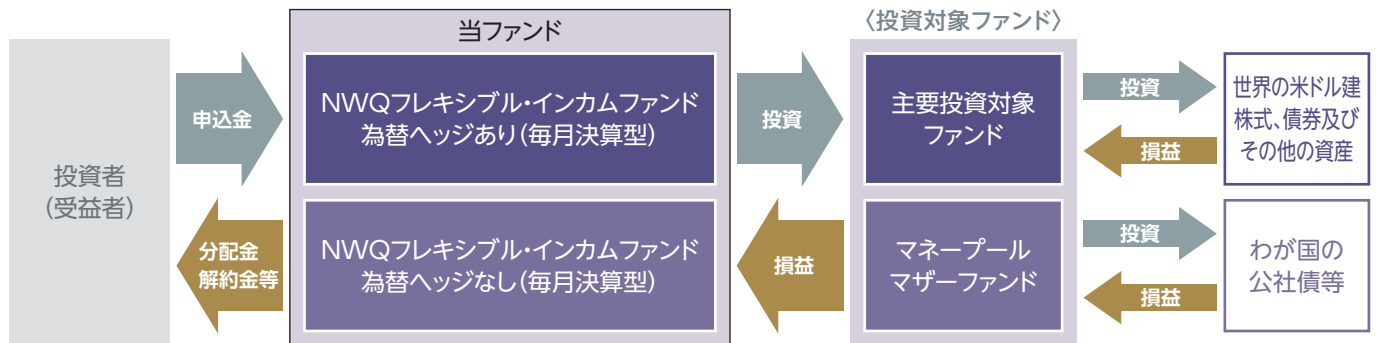 投資者
(受益者)
申込金
分配金
解約金等
当ファンド
NWQフレキシブル・インカムファンド
為替ヘッジあり(毎月決算型)
NWQフレキシブル・インカムファンド
為替ヘッジなし(毎月決算型)
投資
損益
〈投資対象ファンド〉
主要投資対象
ファンド
マネープール
マザーファンド
投資
損益
世界の米ドル建
株式、債券及び
その他の資産
投資
損益
わが国の
公社債等